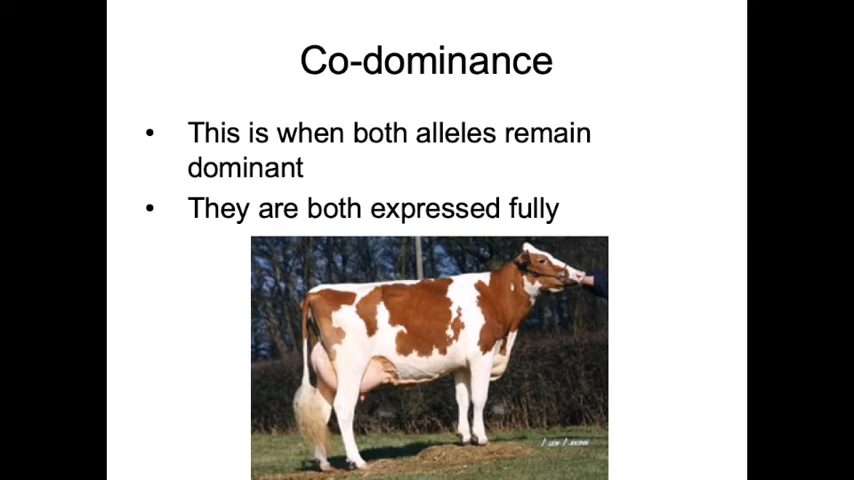 Co-dominance
• This is when both alleles remain
dominant
• They are both expressed fully